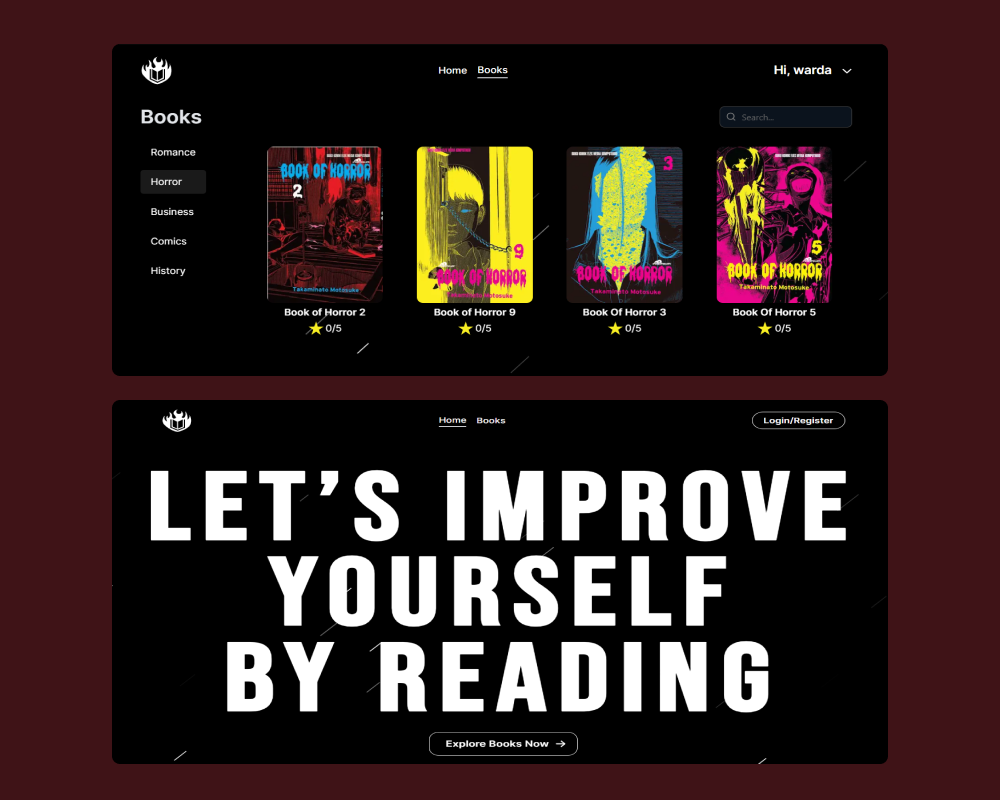 Home Books
Hi, warda
Books
Search...
Romance
Horror
Business
Comics
History
BOOK OF HORROR
2
Takaminato Motosuke
9
BOOK OF HORROR
Takaminato Motosuke
3
BOOK OF HORROR
Takaminato Motosuke
5
BOOK OF HORROR
Takaminato Motosuke
Book of Horror 2
0/5
Book of Horror 9
0/5
Book Of Horror 3
0/5
Book Of Horror 5
0/5
Home Books
Login/Register
LET’S IMPROVE
YOURSELF
BY READING
Explore Books Now →